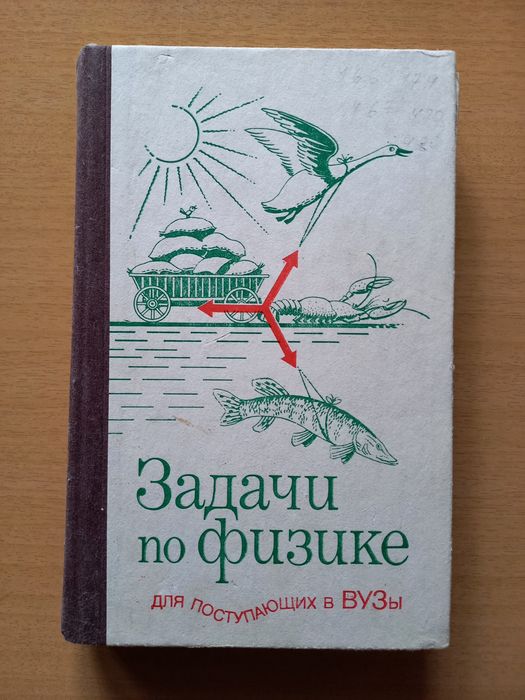 Задачи
по физике
для поступающих в ВУЗы